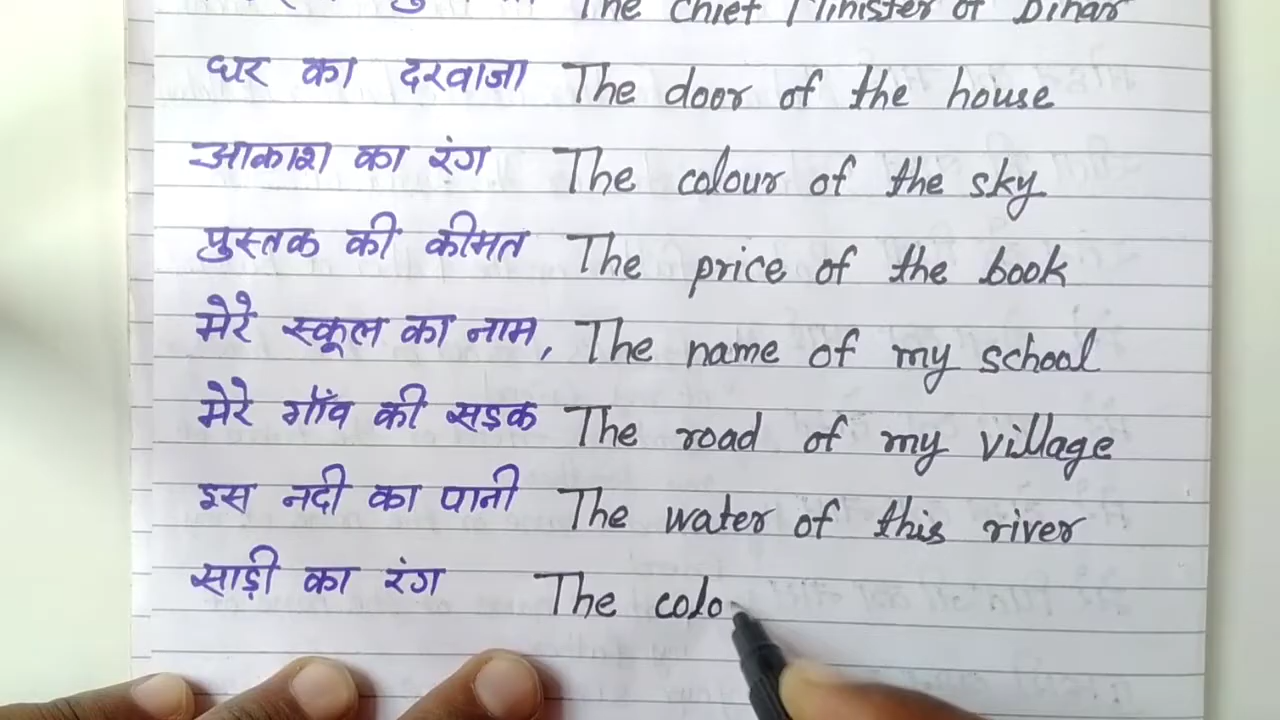 The Chief Minister of Bihar
घर का दरवाजा The door of the house
आकाश का रंग The colour of the sky
पुस्तक की कीमत The price of the book
मेरे स्कूल का नाम, The name of my school
मेरे गाँव की सड़क The road of my village
इस नदी का पानी The water of this river
साड़ी का रंग The colo